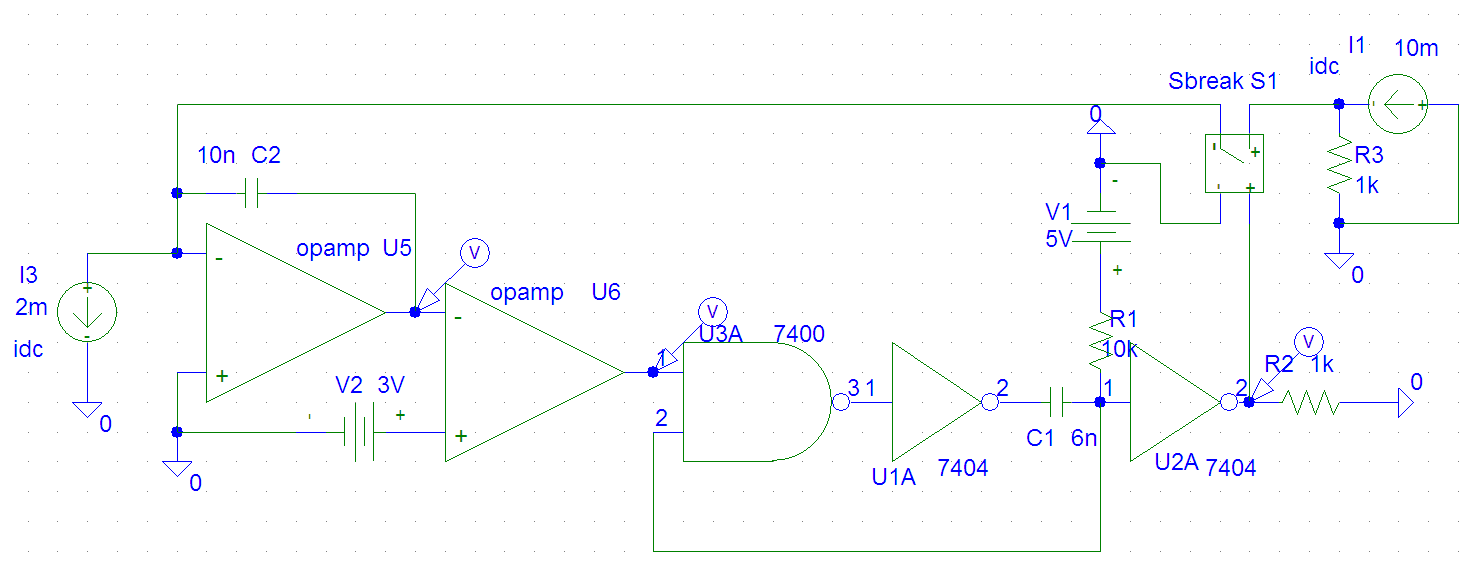 I1 10m
idc
Sbreak S1
0
- +
R3
1k
- +
- +
0
10n C2
V1
5V
-
+
opamp U5
-
+
V
I3
2m
idc
+
-
0
opamp U6
-
+
V2 3V
- +
0
V
U3A 7400
1
2
3
1
2
U1A 7404
C1 6n
R1
10k
1
2
U2A 7404
V
R2 1k
0